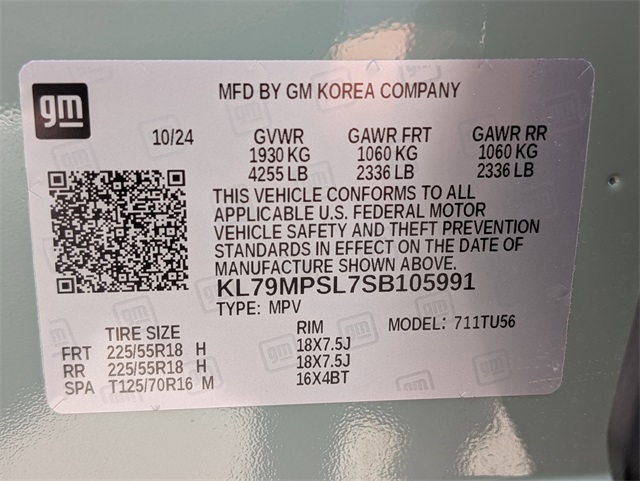 gm
MFD BY GM KOREA COMPANY
10/24 GVWR GAWR FRT GAWR RR
1930 KG 1060 KG 1060 KG
4255 LB 2336 LB 2336 LB
THIS VEHICLE CONFORMS TO ALL
APPLICABLE U.S. FEDERAL MOTOR
VEHICLE SAFETY AND THEFT PREVENTION
STANDARDS IN EFFECT ON THE DATE OF
MANUFACTURE SHOWN ABOVE.
KL79MPSL7SB105991
TYPE: MPV MODEL: 711TU56
TIRE SIZE RIM
FRT 225/55R18 H 18X7.5J
RR 225/55R18 H 18X7.5J
SPA T125/70R16 M 16X4BT